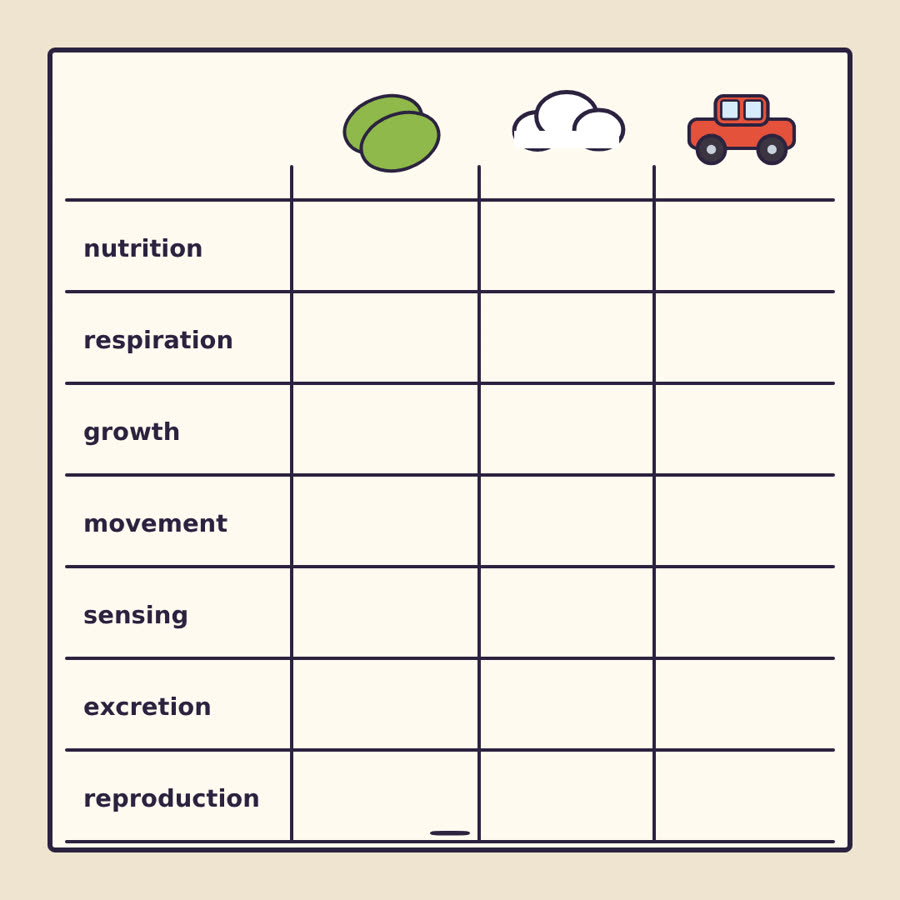 nutrition
respiration
growth
movement
sensing
excretion
reproduction